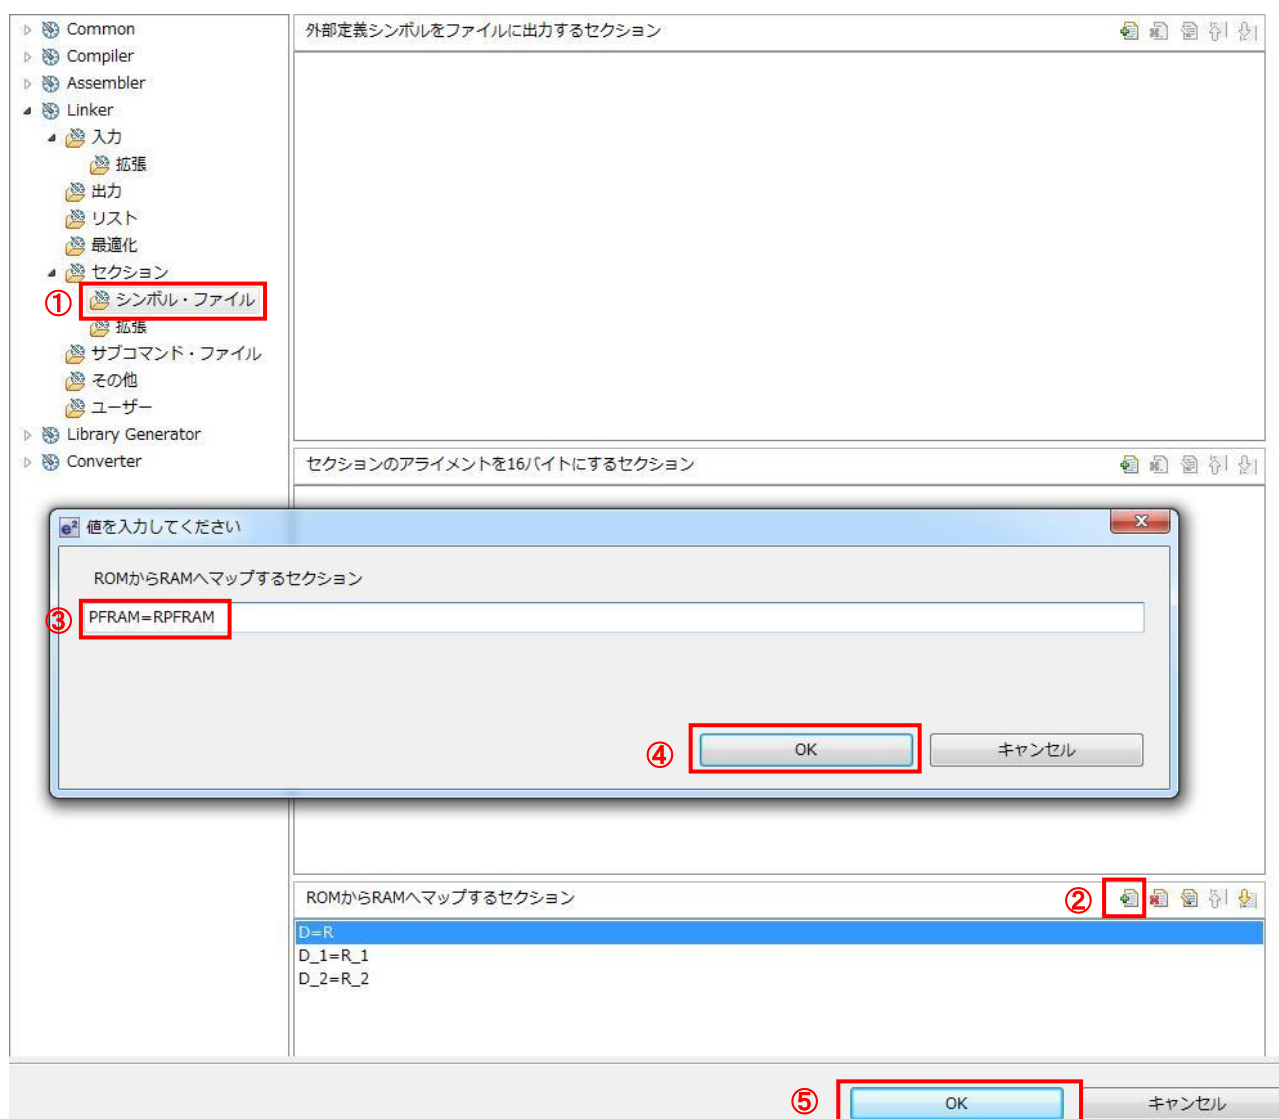 Common
Compiler
Assembler
Linker
入力
拡張
出力
リスト
最適化
セクション
① シンボル・ファイル
拡張
サブコマンド・ファイル
その他
ユーザー
Library Generator
Converter
外部定義シンボルをファイルに出力するセクション
セクションのアライメントを16バイトにするセクション
e² 値を入力してください
x
ROMからRAMへマップするセクション
③ PFRAM=RPFRAM
④ OK キャンセル
ROMからRAMへマップするセクション ②
D=R
D_1=R_1
D_2=R_2
⑤ OK キャンセル